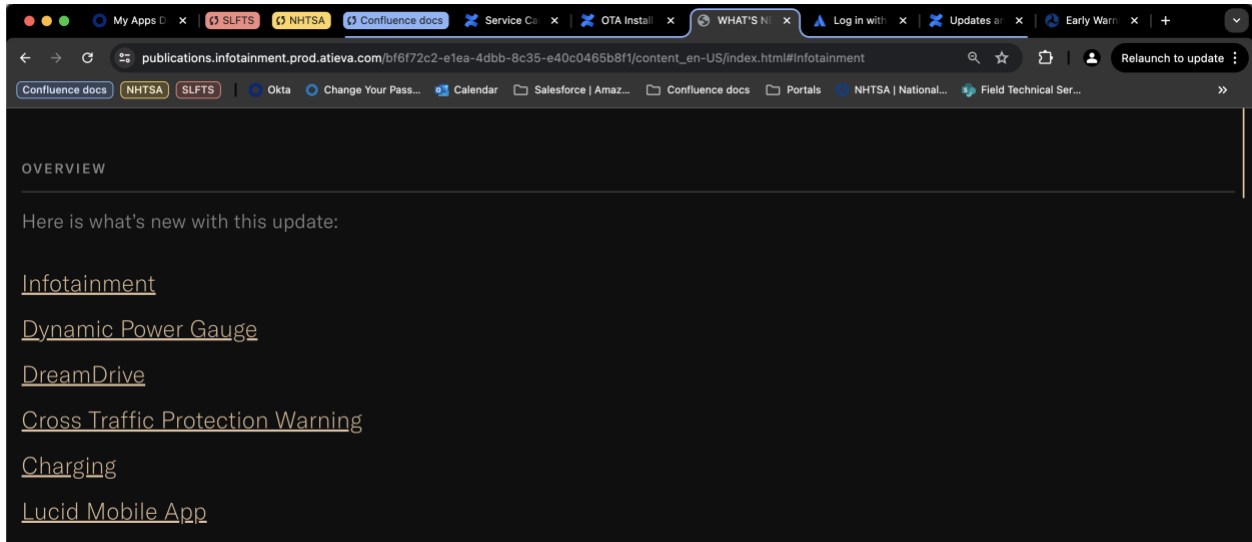 My Apps D
SLFTS
NHTSA
Confluence docs
Service Ca
OTA Install
WHAT'S NE
Log in with
Updates an
Early Warn
publications.infotainment.prod.atieva.com/bf6f72c2-e1ea-4dbb-8c35-e40c0465b8f1/content_en-US/index.html#Infotainment
Relaunch to update
Confluence docs
NHTSA
SLFTS
Okta
Change Your Pass...
Calendar
Salesforce | Amaz...
Confluence docs
Portals
NHTSA | National...
Field Technical Ser...
OVERVIEW
Here is what's new with this update:
Infotainment
Dynamic Power Gauge
DreamDrive
Cross Traffic Protection Warning
Charging
Lucid Mobile App